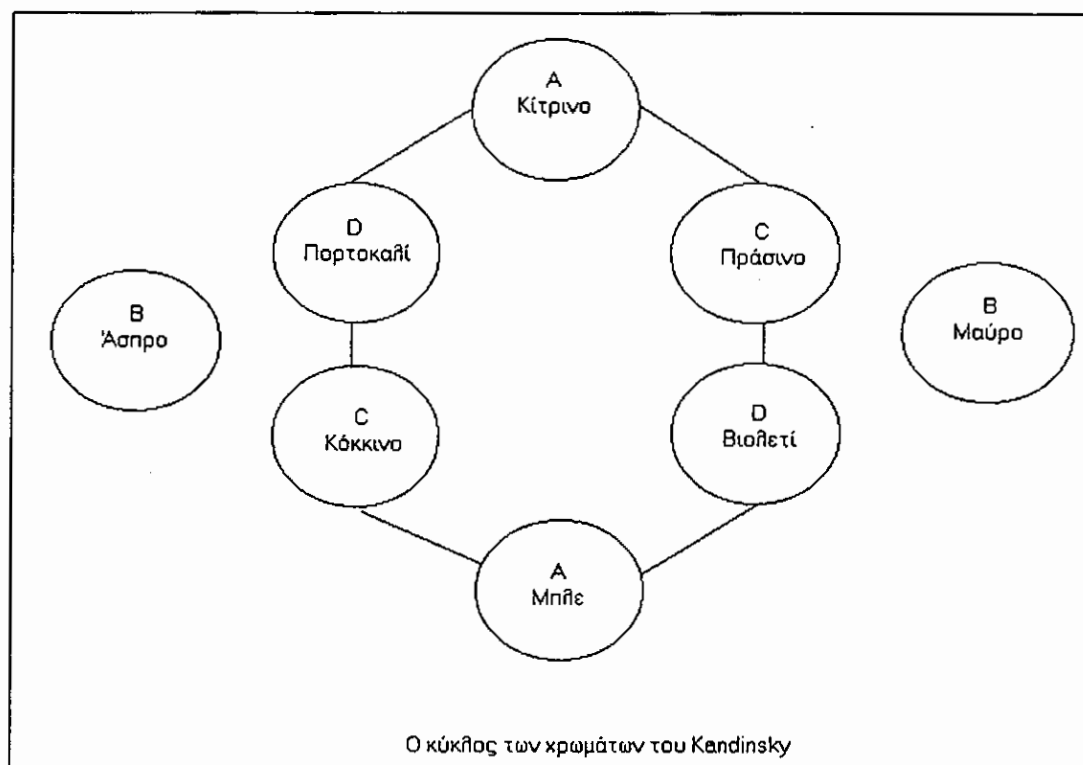 A
Κίτρινο
D
Πορτοκαλί
C
Πράσινο
B
Άσπρο
B
Μαύρο
C
Κόκκινο
D
Βιολετί
A
Μπλε
Ο κύκλος των χρωμάτων του Kandinsky